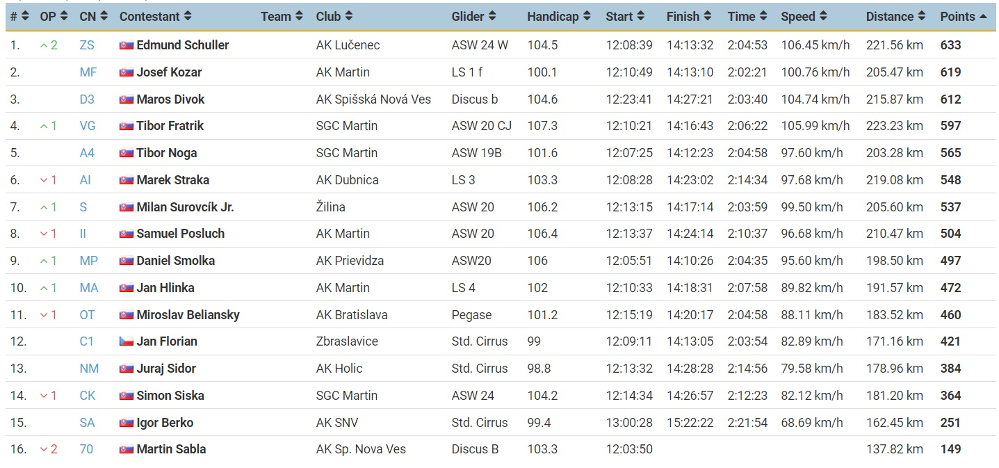 # OP CN Contestant Team Club Glider Handicap Start Finish Time Speed Distance Points
1. 2 ZS Edmund Schuller AK Lučenec ASW 24 W 104.5 12:08:39 14:13:32 2:04:53 106.45 km/h 221.56 km 633
2. MF Josef Kozar AK Martin LS 1 f 100.1 12:10:49 14:13:10 2:02:21 100.76 km/h 205.47 km 619
3. D3 Maros Divok AK Spišská Nová Ves Discus b 104.6 12:23:41 14:27:21 2:03:40 104.74 km/h 215.87 km 612
4. 1 VG Tibor Fratrik SGC Martin ASW 20 CJ 107.3 12:10:21 14:16:43 2:06:22 105.99 km/h 223.23 km 597
5. A4 Tibor Noga SGC Martin ASW 19B 101.6 12:07:25 14:12:23 2:04:58 97.60 km/h 203.28 km 565
6. 1 AI Marek Straka AK Dubnica LS 3 103.3 12:08:28 14:23:02 2:14:34 97.68 km/h 219.08 km 548
7. 1 S Milan Surovcík Jr. Žilina ASW 20 106.2 12:13:15 14:17:14 2:03:59 99.50 km/h 205.60 km 537
8. 1 II Samuel Posluch AK Martin ASW 20 106.4 12:13:37 14:24:14 2:10:37 96.68 km/h 210.47 km 504
9. 1 MP Daniel Smolka AK Prievidza ASW20 106 12:05:51 14:10:26 2:04:35 95.60 km/h 198.50 km 497
10. 1 MA Jan Hlinka AK Martin LS 4 102 12:10:33 14:18:31 2:07:58 89.82 km/h 191.57 km 472
11. 1 OT Miroslav Beliansky AK Bratislava Pegase 101.2 12:15:19 14:20:17 2:04:58 88.11 km/h 183.52 km 460
12. C1 Jan Florian Zbraslavice Std. Cirrus 99 12:09:11 14:13:05 2:03:54 82.89 km/h 171.16 km 421
13. NM Juraj Sidor AK Holic Std. Cirrus 98.8 12:13:32 14:28:28 2:14:56 79.58 km/h 178.96 km 384
14. 1 CK Simon Siska SGC Martin ASW 24 104.2 12:14:34 14:26:57 2:12:23 82.12 km/h 181.20 km 364
15. SA Igor Berko AK SNV Std. Cirrus 99.4 13:00:28 15:22:22 2:21:54 68.69 km/h 162.45 km 251
16. 2 70 Martin Sabla AK Sp. Nova Ves Discus B 103.3 12:03:50 137.82 km 149